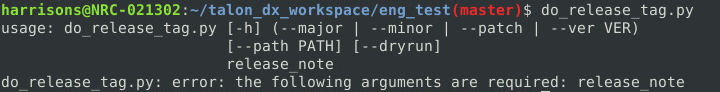 harrisons@NRC-021302:~/talon_dx_workspace/eng_test(master)$ do_release_tag.py
usage: do_release_tag.py [-h] (--major | --minor | --patch | --ver VER)
[--path PATH] [--dryrun]
release_note
do_release_tag.py: error: the following arguments are required: release_note